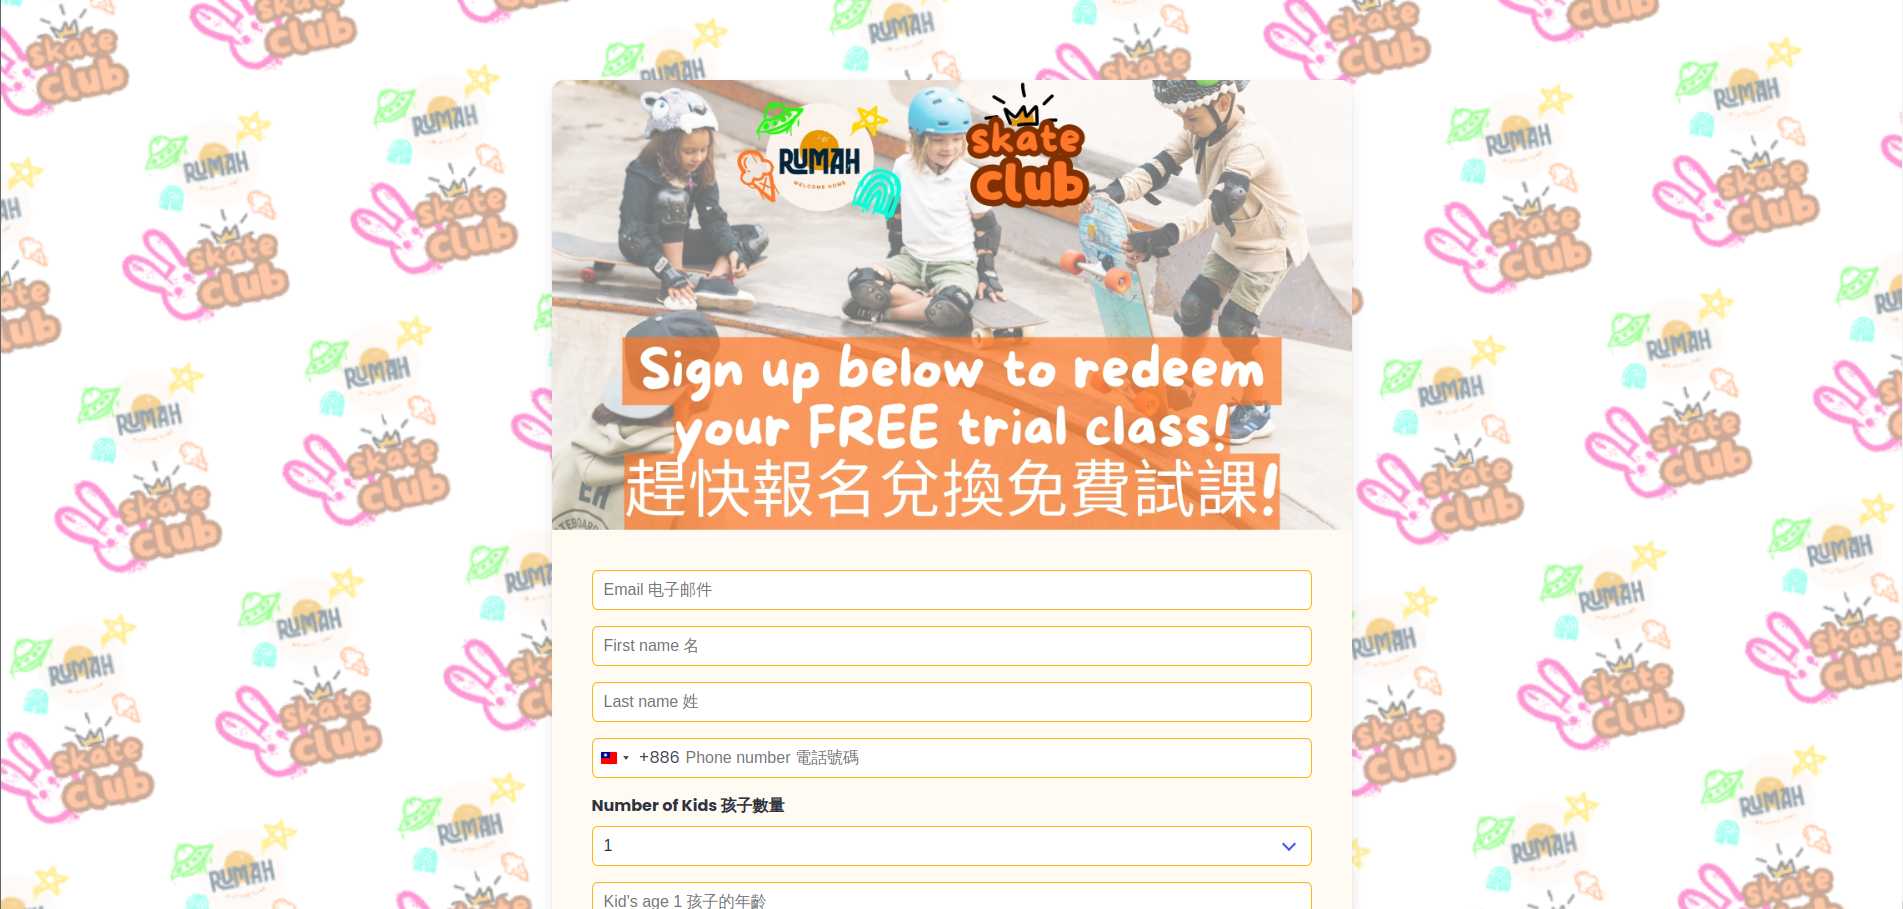 RUMAH
WELCOME HOME
skate
club
Sign up below to redeem
your FREE trial class!
趕快報名兌換免費試課!
Email 电子邮件
First name 名
Last name 姓
+886 Phone number 電話號碼
Number of Kids 孩子數量
1
Kid's age 1 孩子的年齡